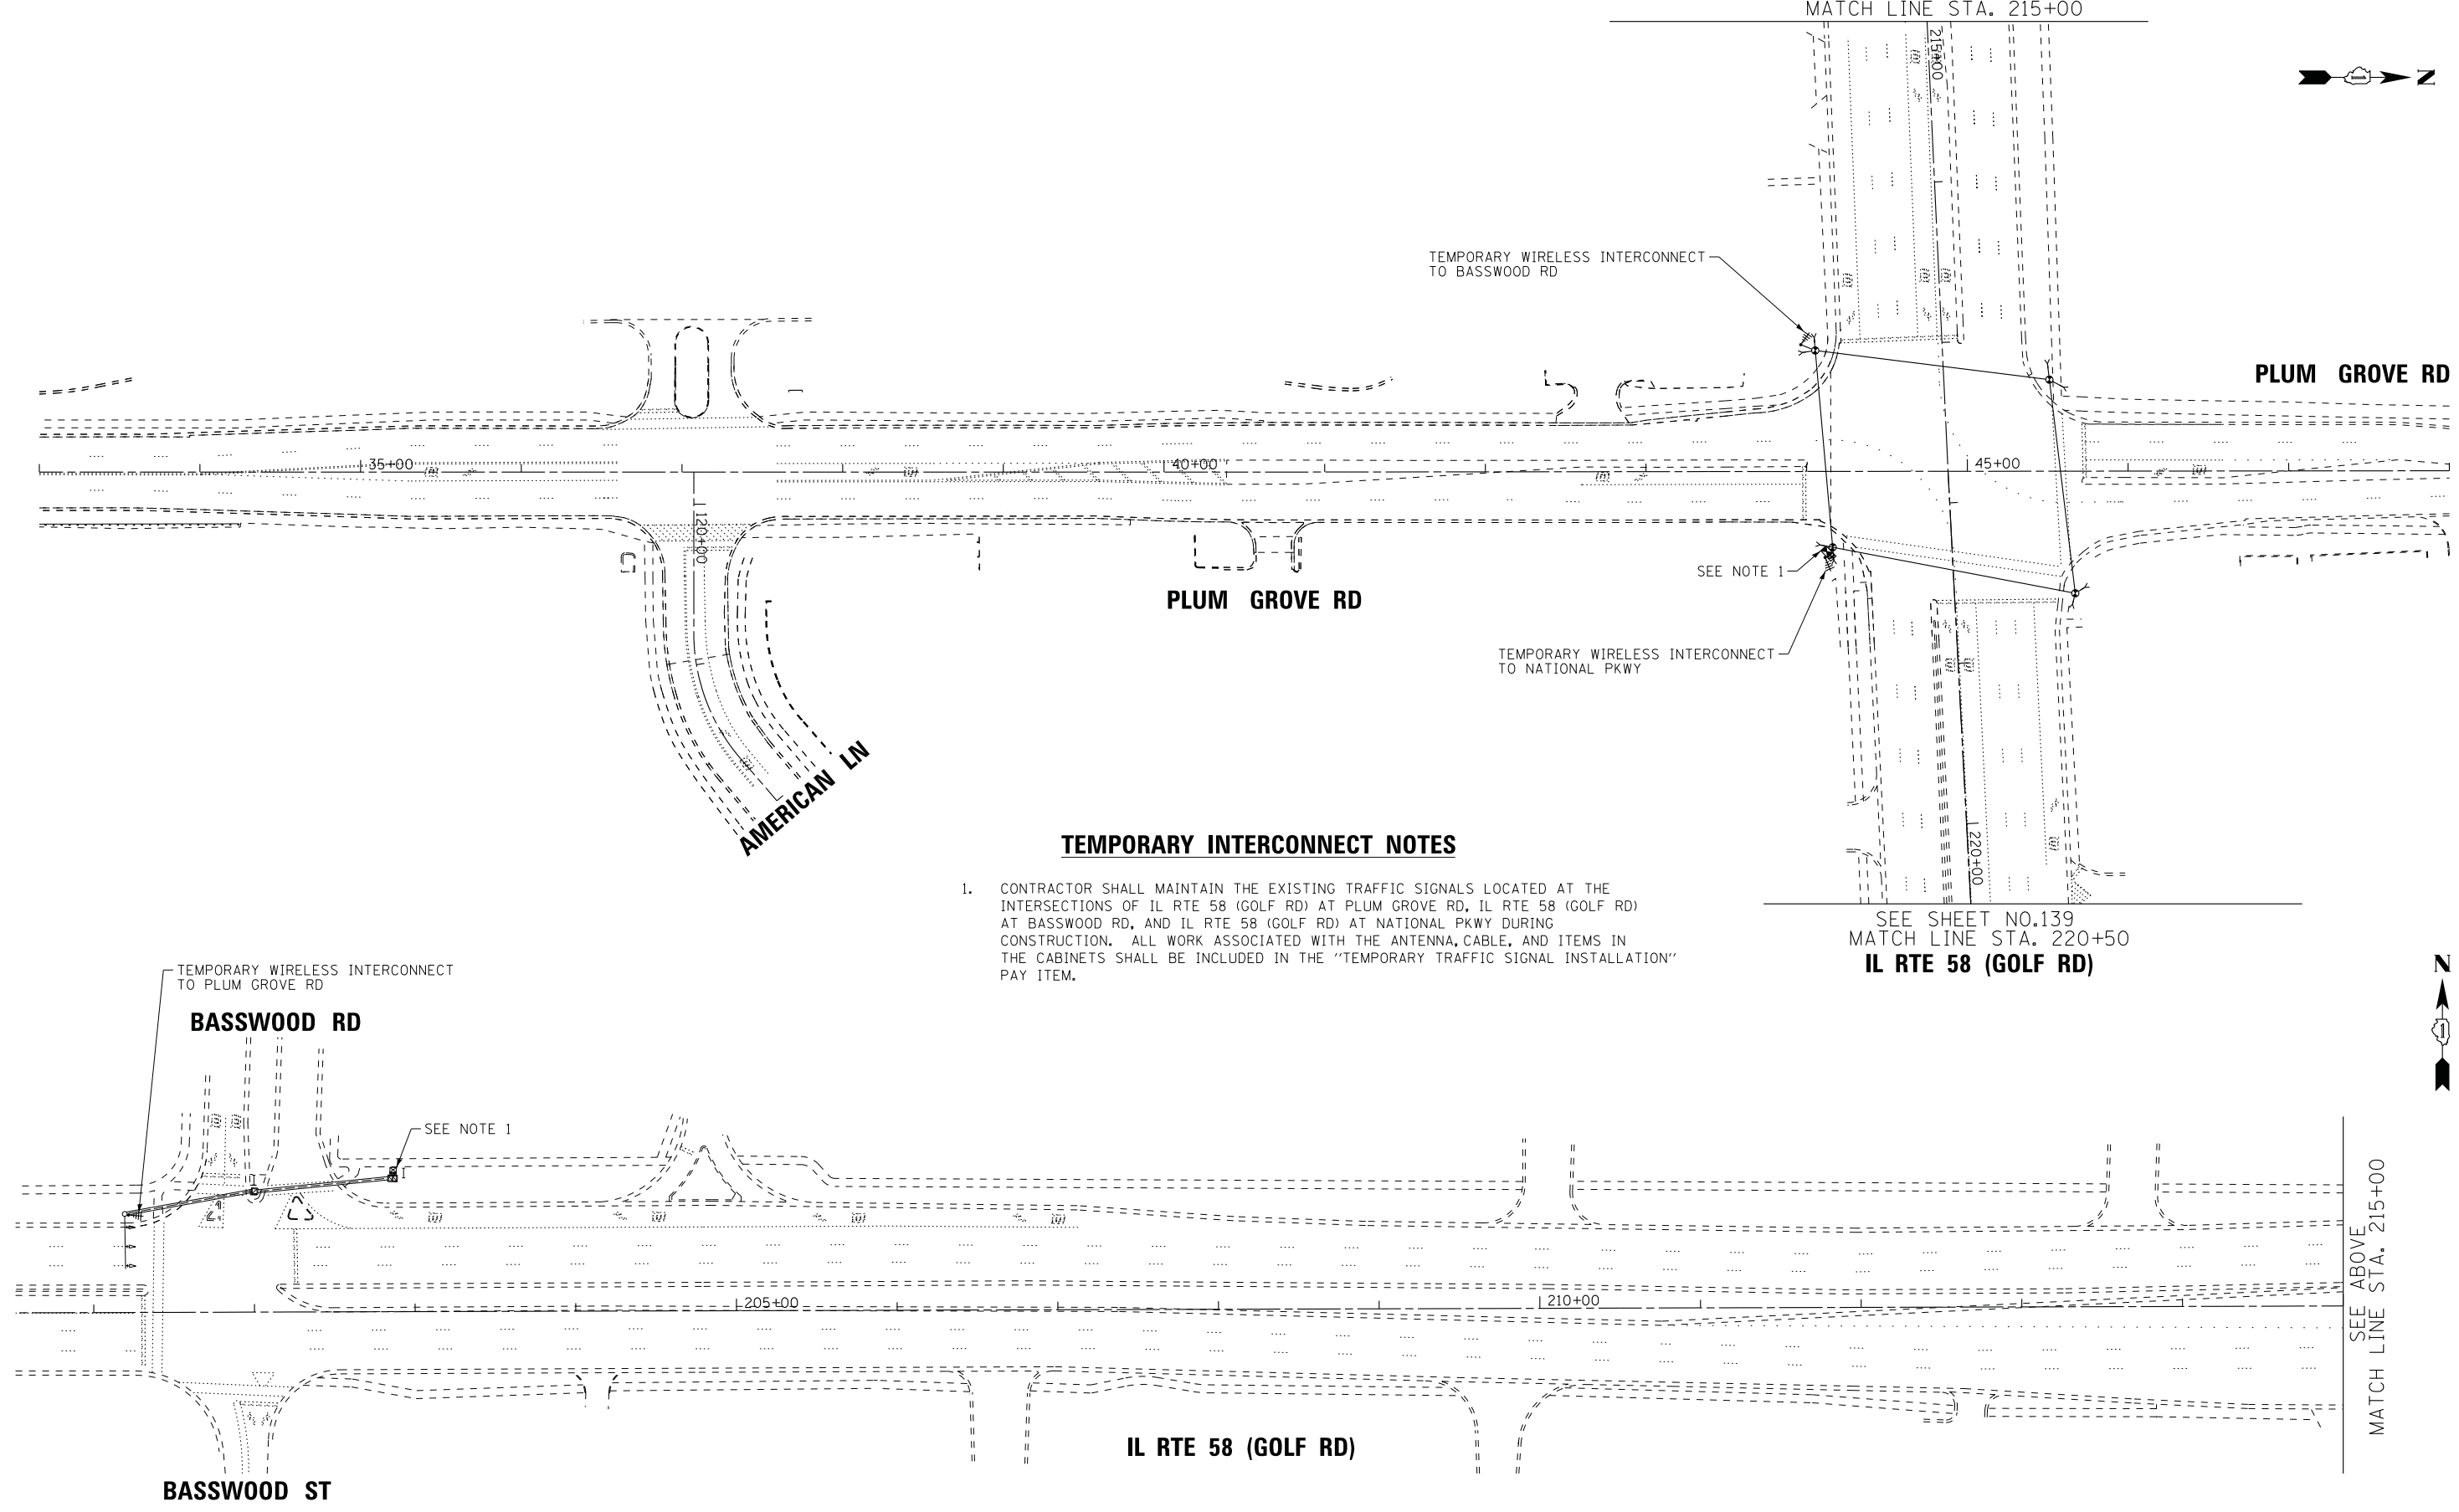 MATCH LINE STA. 215+00
215+00
N
1
TEMPORARY WIRELESS INTERCONNECT
TO BASSWOOD RD
PLUM GROVE RD
35+00
40+00
45+00
120+00
SEE NOTE 1
PLUM GROVE RD
TEMPORARY WIRELESS INTERCONNECT
TO NATIONAL PKWY
AMERICAN LN
220+00
TEMPORARY INTERCONNECT NOTES
1. CONTRACTOR SHALL MAINTAIN THE EXISTING TRAFFIC SIGNALS LOCATED AT THE
INTERSECTIONS OF IL RTE 58 (GOLF RD) AT PLUM GROVE RD, IL RTE 58 (GOLF RD)
AT BASSWOOD RD, AND IL RTE 58 (GOLF RD) AT NATIONAL PKWY DURING
CONSTRUCTION. ALL WORK ASSOCIATED WITH THE ANTENNA, CABLE, AND ITEMS IN
THE CABINETS SHALL BE INCLUDED IN THE "TEMPORARY TRAFFIC SIGNAL INSTALLATION"
PAY ITEM.
SEE SHEET NO.139
MATCH LINE STA. 220+50
IL RTE 58 (GOLF RD)
N
1
TEMPORARY WIRELESS INTERCONNECT
TO PLUM GROVE RD
BASSWOOD RD
SEE NOTE 1
205+00
210+00
SEE ABOVE
MATCH LINE STA. 215+00
IL RTE 58 (GOLF RD)
BASSWOOD ST